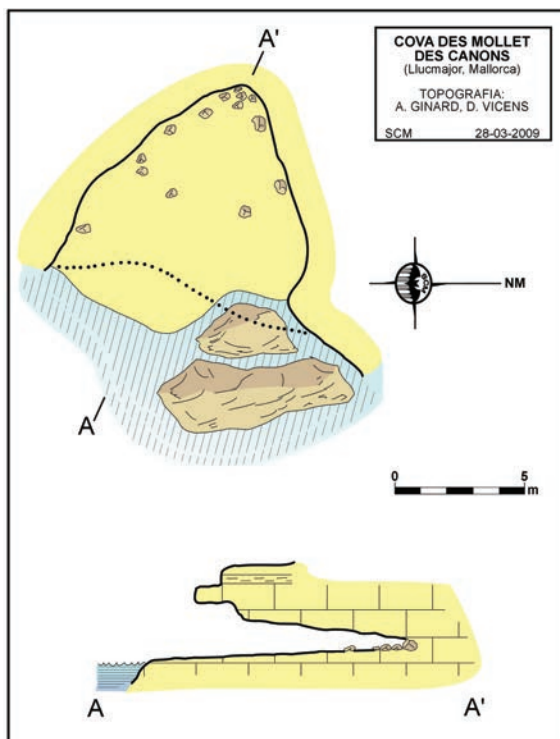 A'
COVA DES MOLLET
DES CANONS
(Llucmajor, Mallorca)
TOPOGRAFIA:
A. GINARD, D. VICENS
SCM 28-03-2009
NM
A
0 5
m
A A'